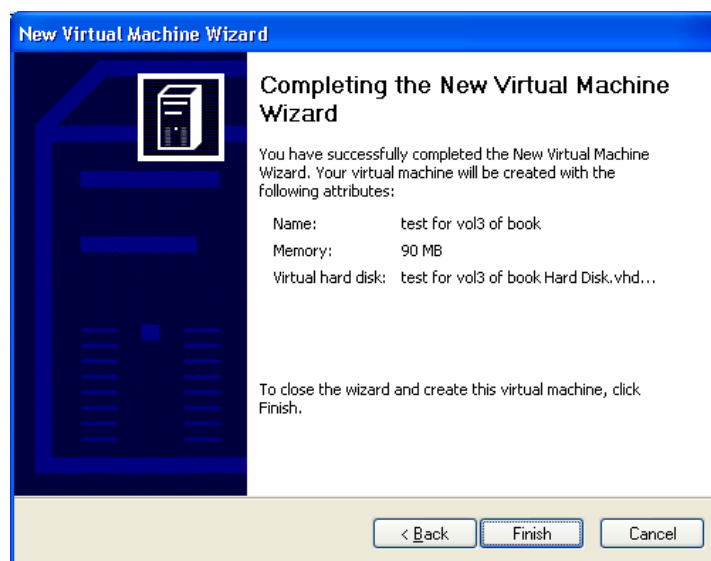 New Virtual Machine Wizard
Completing the New Virtual Machine
Wizard
You have successfully completed the New Virtual Machine
Wizard. Your virtual machine will be created with the
following attributes:
Name: test for vol3 of book
Memory: 90 MB
Virtual hard disk: test for vol3 of book Hard Disk.vhd...
To close the wizard and create this virtual machine, click
Finish.
< Back Finish Cancel